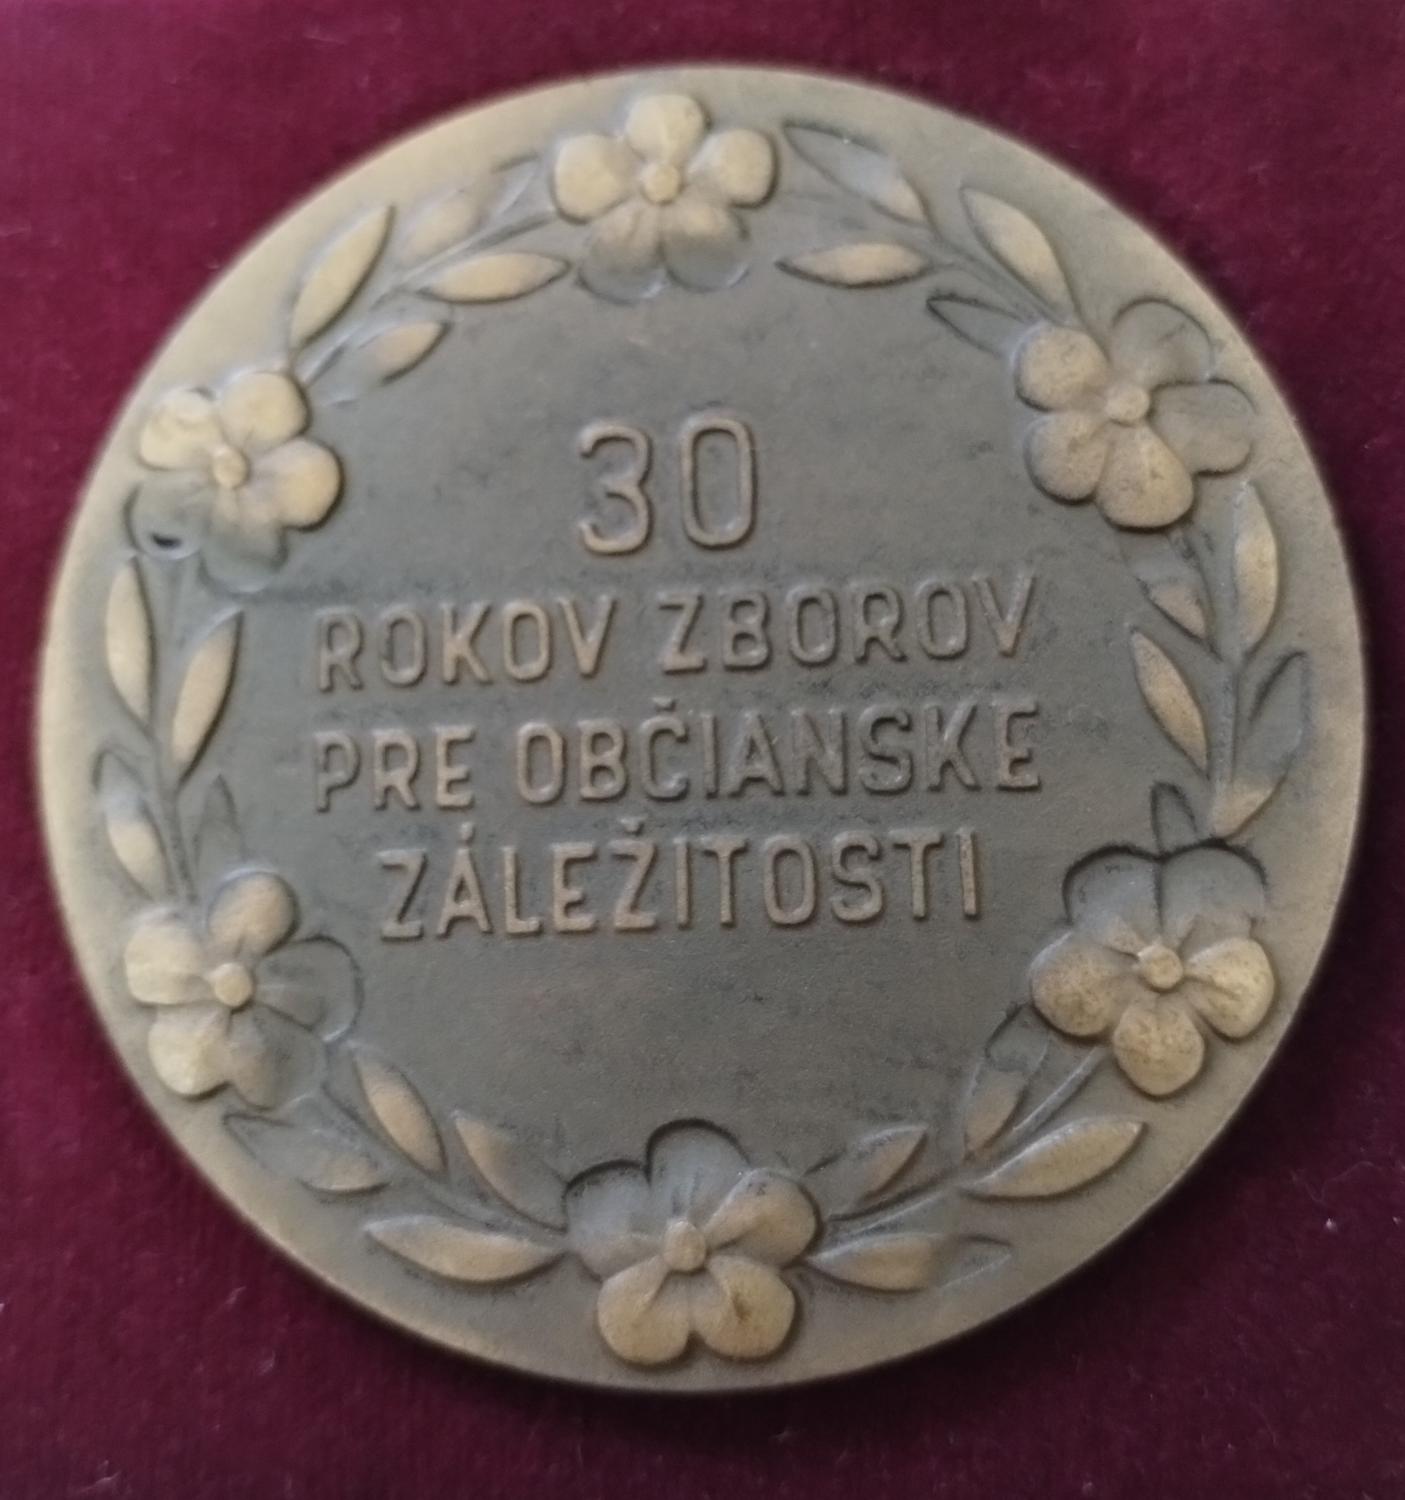 30
ROKOV ZBOROV
PRE OBČIANSKE
ZÁLEŽITOSTI